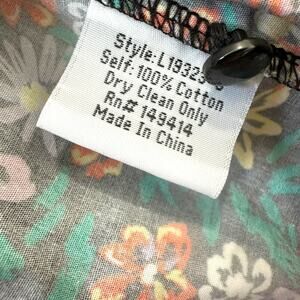 Style:L19323
Self:100% Cotton
Dry Clean Only
Rn# 149414
Made In China